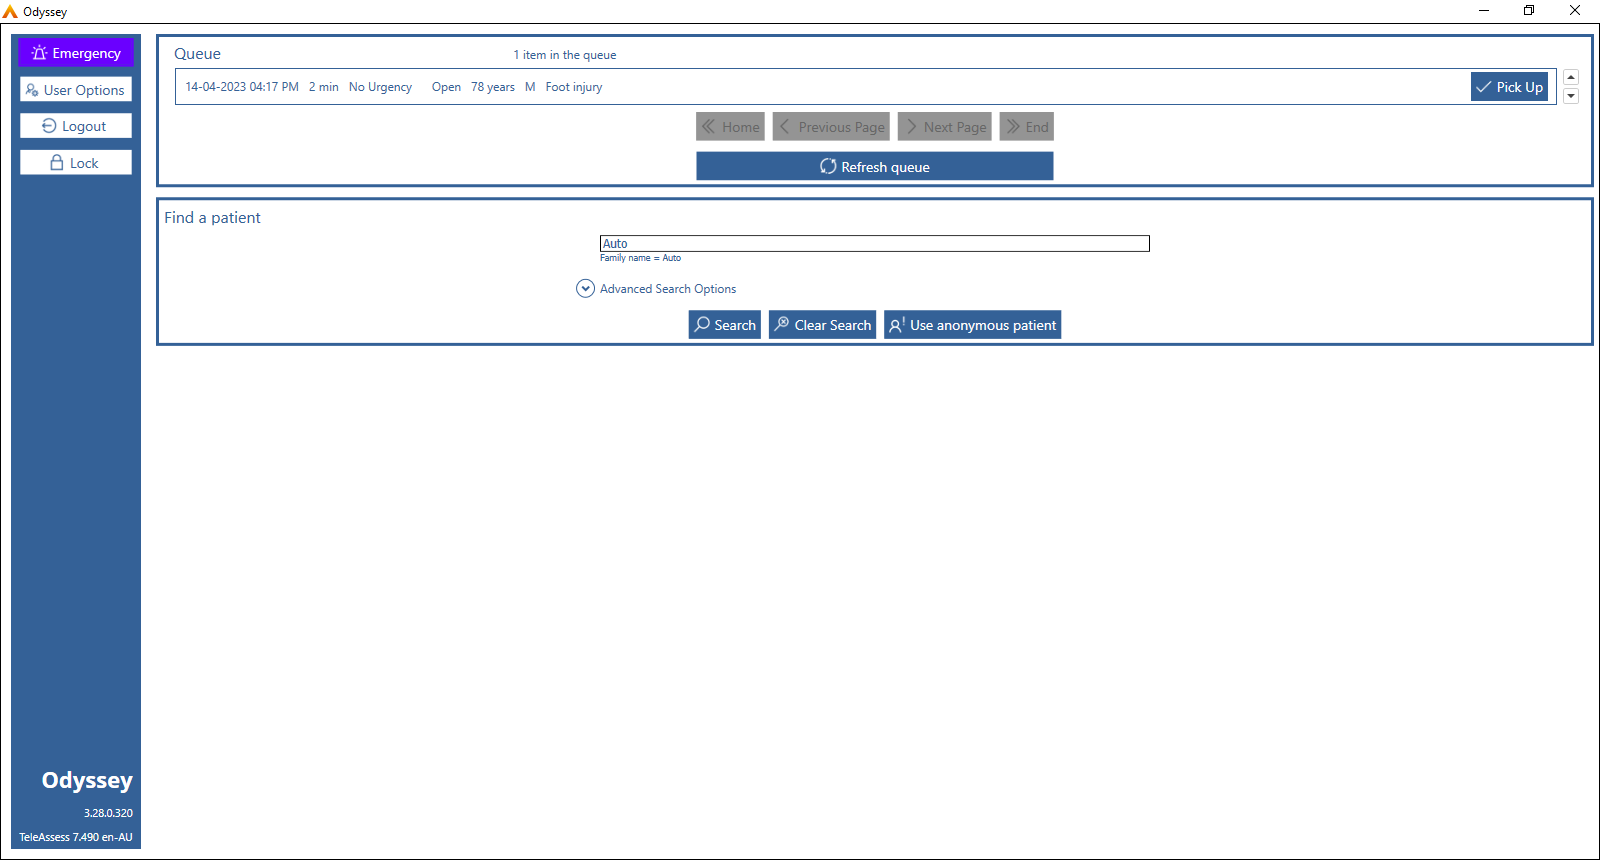 Odyssey
Emergency
User Options
Logout
Lock
Queue 1 item in the queue
14-04-2023 04:17 PM 2 min No Urgency Open 78 years M Foot injury Pick Up
Home Previous Page Next Page End
Refresh queue
Find a patient
Auto
Family name = Auto
Advanced Search Options
Search Clear Search Use anonymous patient
Odyssey
3.28.0.320
TeleAssess 7.490 en-AU